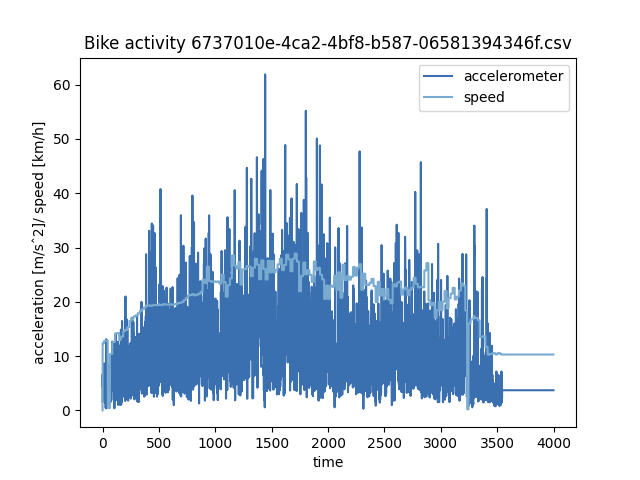 Bike activity 6737010e-4ca2-4bf8-b587-06581394346f.csv
accelerometer
speed
acceleration [m/s^2]/ speed [km/h]
60
50
40
30
20
10
0
0 500 1000 1500 2000 2500 3000 3500 4000
time